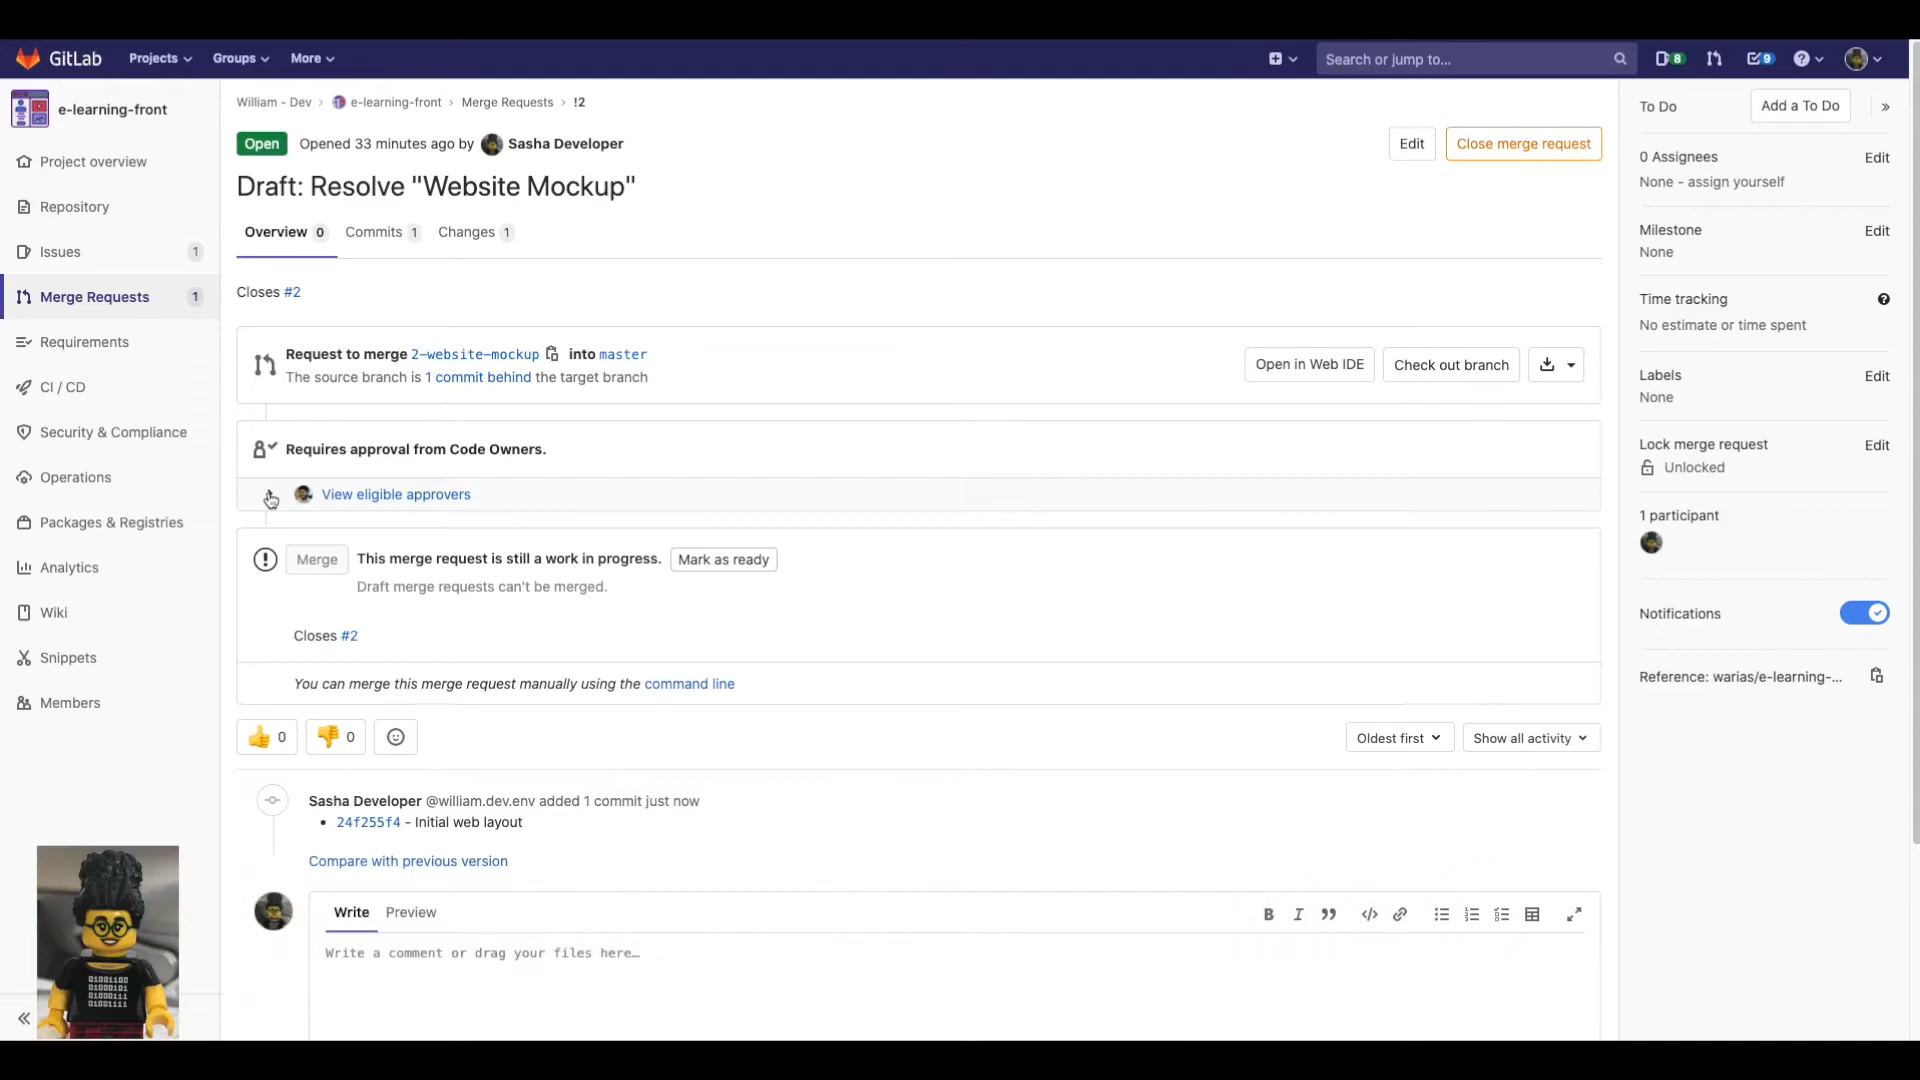 GitLab Projects Groups More Search or jump to... 8 9
e-learning-front
Project overview
Repository
Issues 1
Merge Requests 1
Requirements
CI / CD
Security & Compliance
Operations
Packages & Registries
Analytics
Wiki
Snippets
Members
William - Dev › e-learning-front › Merge Requests › !2
Open Opened 33 minutes ago by Sasha Developer Edit Close merge request
Draft: Resolve "Website Mockup"
Overview 0 Commits 1 Changes 1
Closes #2
Request to merge 2-website-mockup into master
The source branch is 1 commit behind the target branch
Open in Web IDE Check out branch
Requires approval from Code Owners.
View eligible approvers
Merge This merge request is still a work in progress. Mark as ready
Draft merge requests can't be merged.
Closes #2
You can merge this merge request manually using the command line
0 0 Oldest first Show all activity
Sasha Developer @william.dev.env added 1 commit just now
• 24f255f4 - Initial web layout
Compare with previous version
Write Preview
Write a comment or drag your files here…
To Do Add a To Do »
0 Assignees Edit
None - assign yourself
Milestone Edit
None
Time tracking
No estimate or time spent
Labels Edit
None
Lock merge request Edit
Unlocked
1 participant
Notifications
Reference: warias/e-learning-...
01001100
01000101
01000111
01001111